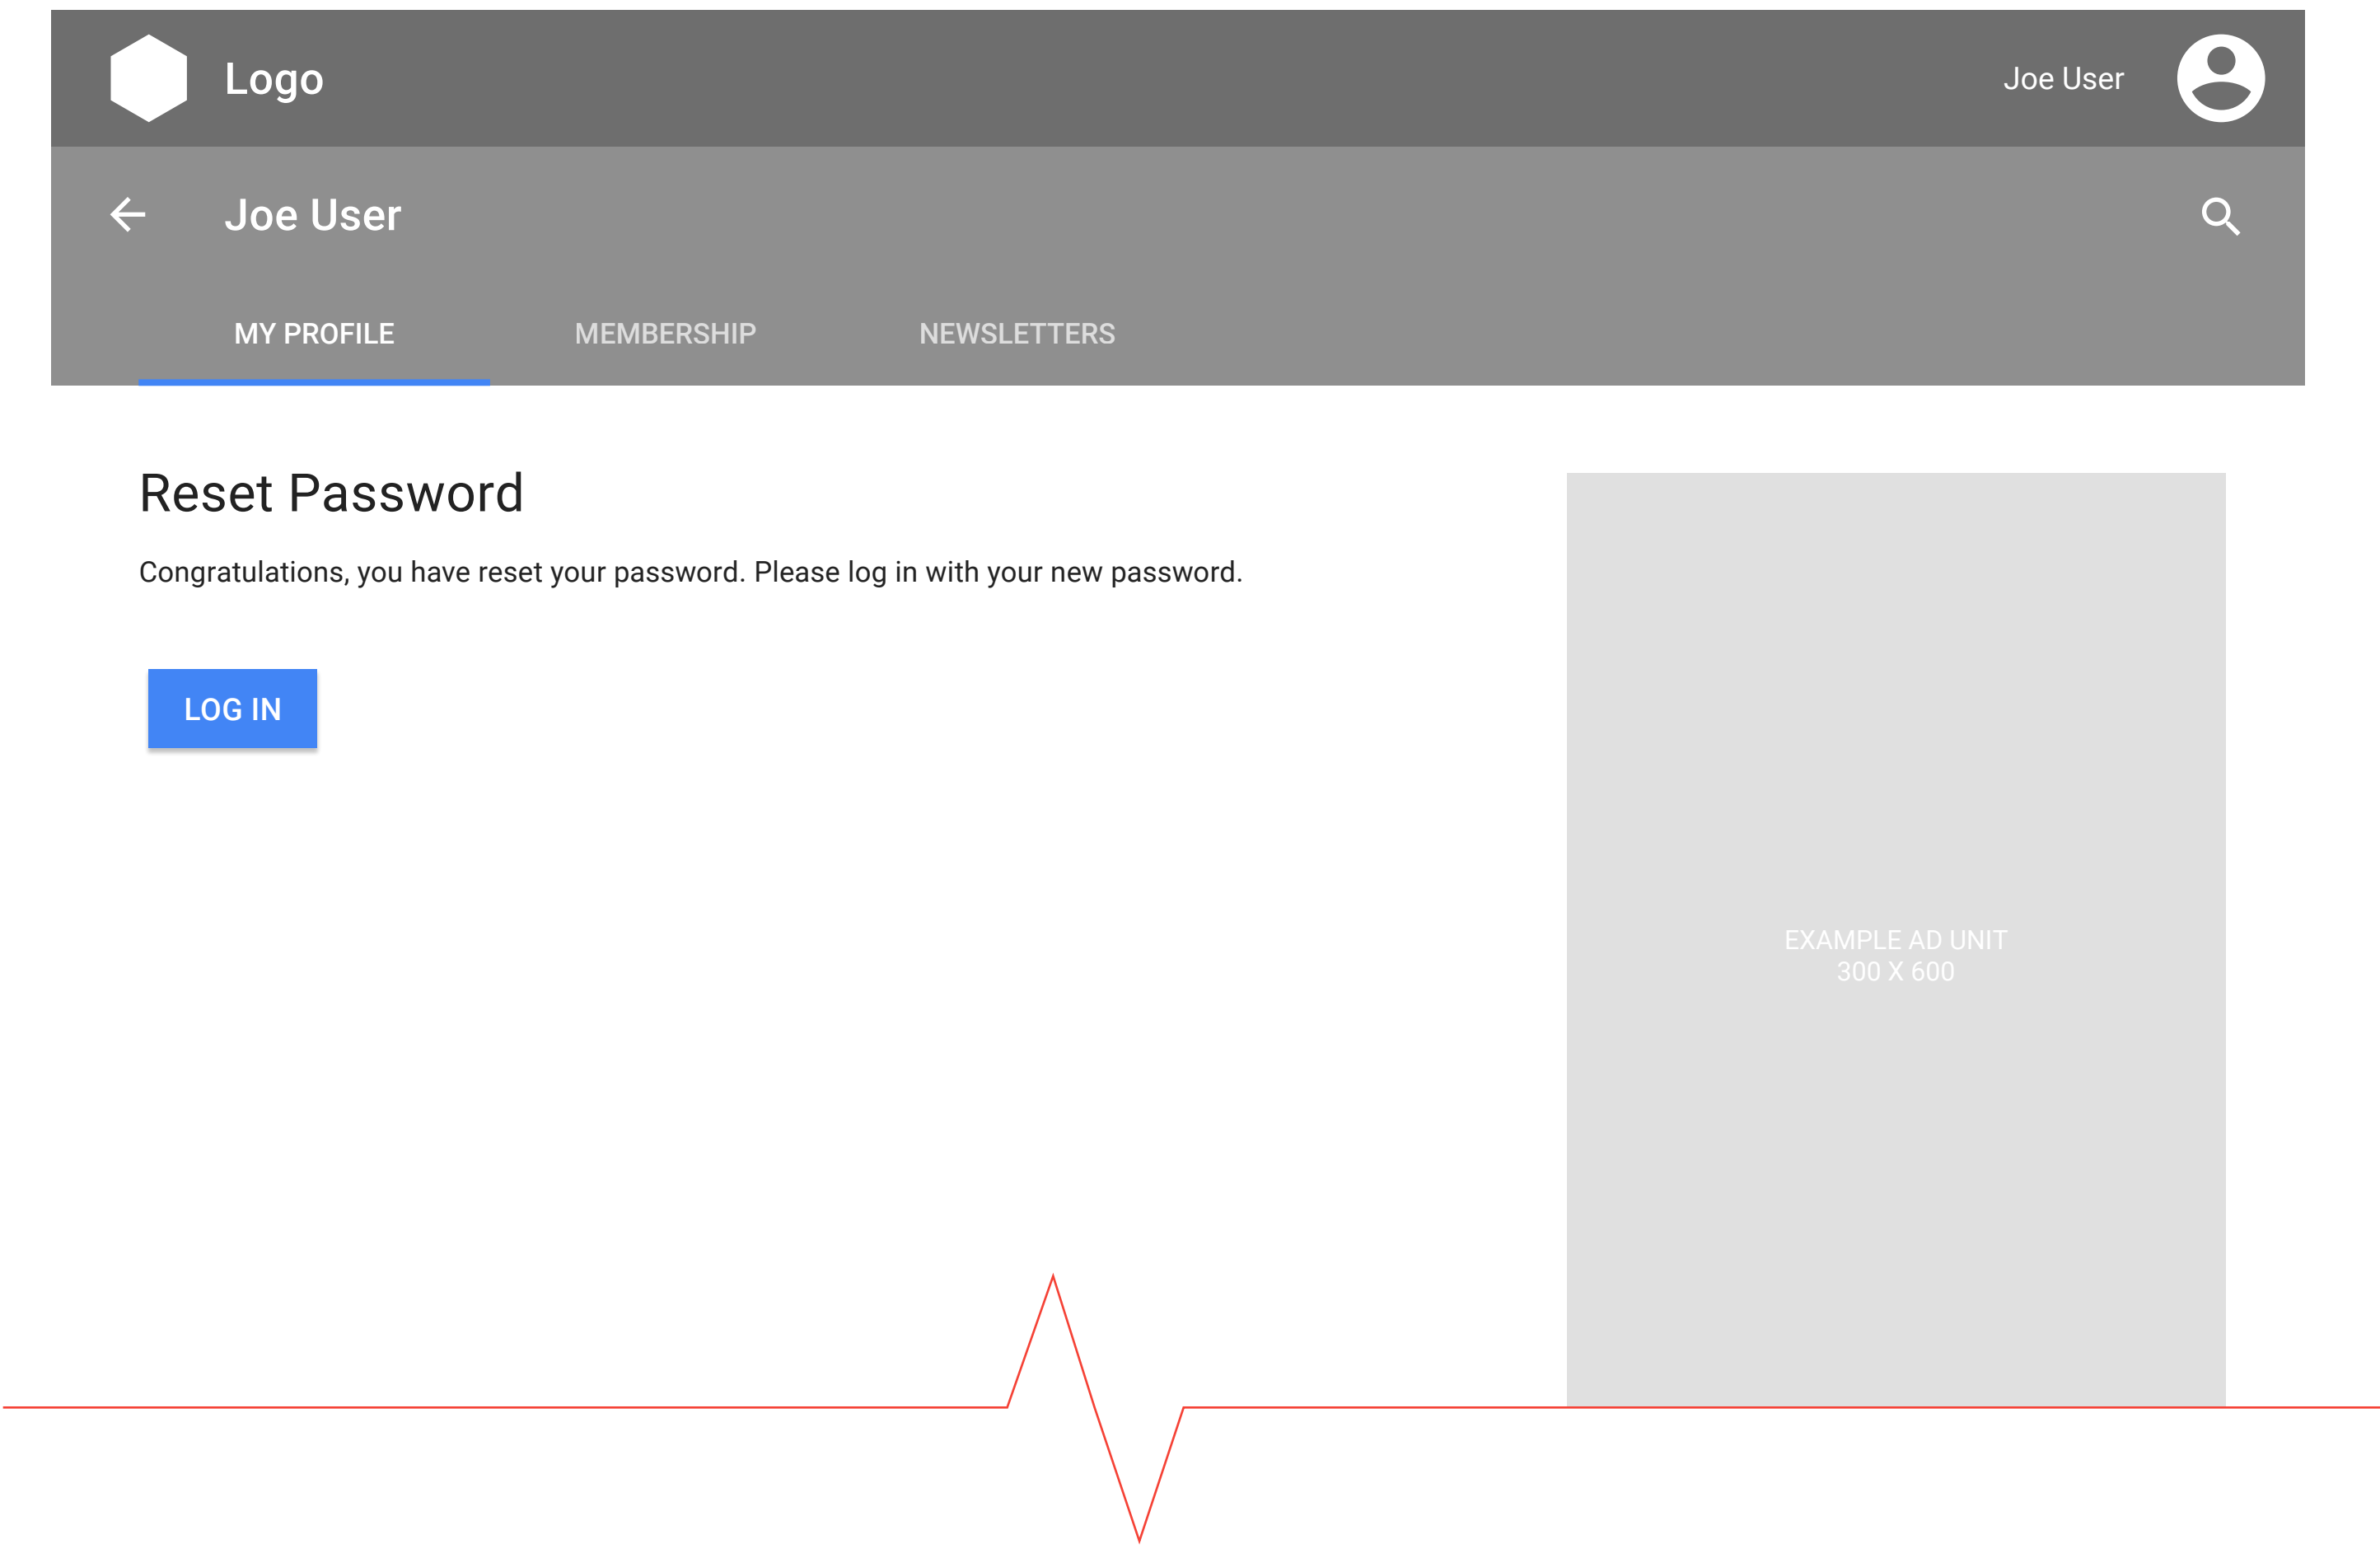 Logo
Joe User
Joe User
MY PROFILE
MEMBERSHIP
NEWSLETTERS
Reset Password
Congratulations, you have reset your password. Please log in with your new password.
LOG IN
EXAMPLE AD UNIT
300 X 600